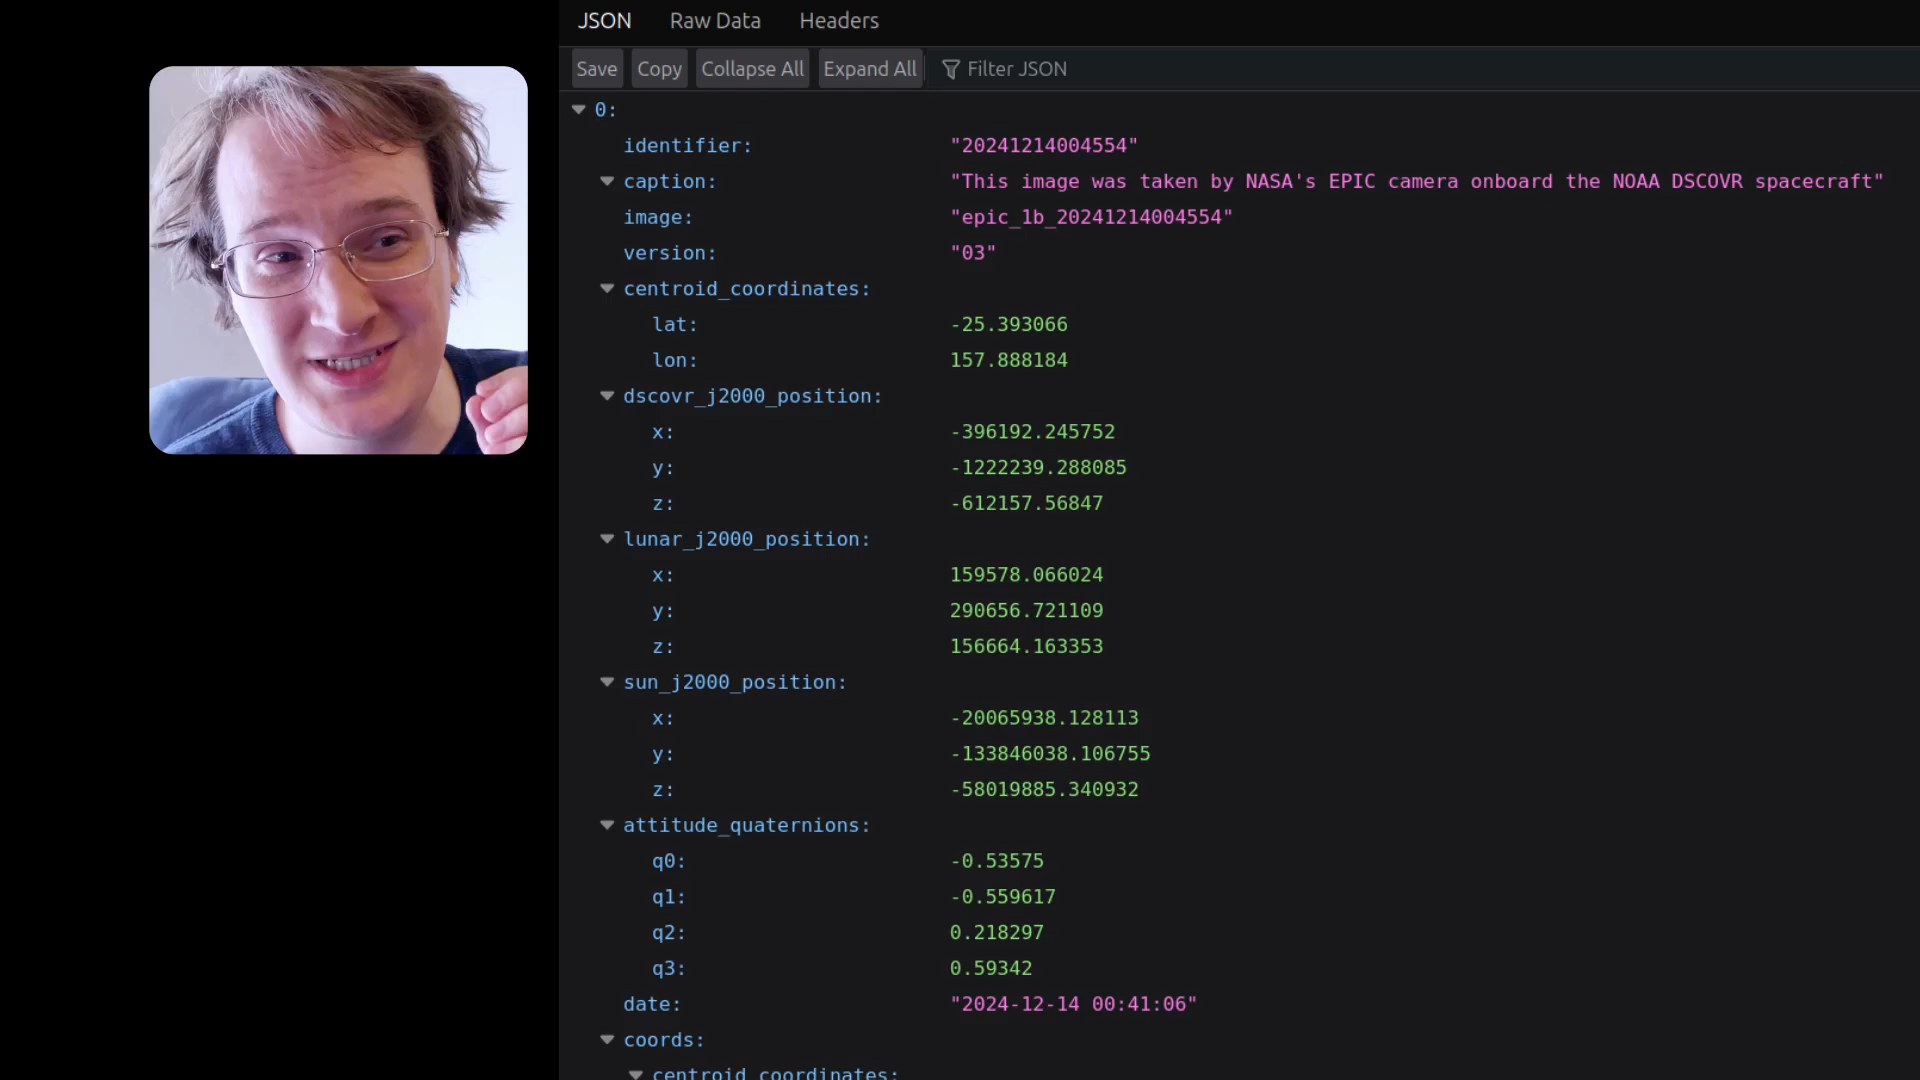 JSON Raw Data Headers
Save Copy Collapse All Expand All Filter JSON
0:
identifier: "20241214004554"
caption: "This image was taken by NASA's EPIC camera onboard the NOAA DSCOVR spacecraft"
image: "epic_1b_20241214004554"
version: "03"
centroid_coordinates:
lat: -25.393066
lon: 157.888184
dscovr_j2000_position:
x: -396192.245752
y: -1222239.288085
z: -612157.56847
lunar_j2000_position:
x: 159578.066024
y: 290656.721109
z: 156664.163353
sun_j2000_position:
x: -20065938.128113
y: -133846038.106755
z: -58019885.340932
attitude_quaternions:
q0: -0.53575
q1: -0.559617
q2: 0.218297
q3: 0.59342
date: "2024-12-14 00:41:06"
coords:
centroid_coordinates: